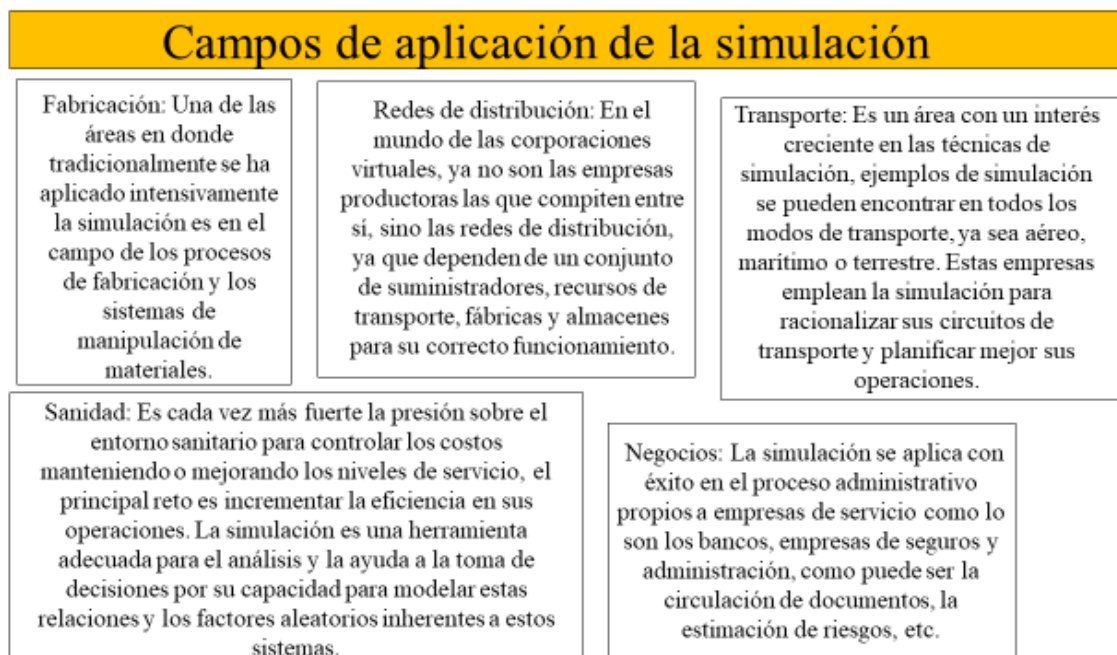 Campos de aplicación de la simulación
Fabricación: Una de las
áreas en donde
tradicionalmente se ha
aplicado intensivamente
la simulación es en el
campo de los procesos
de fabricación y los
sistemas de
manipulación de
materiales.
Redes de distribución: En el
mundo de las corporaciones
virtuales, ya no son las empresas
productoras las que compiten entre
sí, sino las redes de distribución,
ya que dependen de un conjunto
de suministradores, recursos de
transporte, fábricas y almacenes
para su correcto funcionamiento.
Transporte: Es un área con un interés
creciente en las técnicas de
simulación, ejemplos de simulación
se pueden encontrar en todos los
modos de transporte, ya sea aéreo,
marítimo o terrestre. Estas empresas
emplean la simulación para
racionalizar sus circuitos de
transporte y planificar mejor sus
operaciones.
Sanidad: Es cada vez más fuerte la presión sobre el
entorno sanitario para controlar los costos
manteniendo o mejorando los niveles de servicio, el
principal reto es incrementar la eficiencia en sus
operaciones. La simulación es una herramienta
adecuada para el análisis y la ayuda a la toma de
decisiones por su capacidad para modelar estas
relaciones y los factores aleatorios inherentes a estos
sistemas.
Negocios: La simulación se aplica con
éxito en el proceso administrativo
propios a empresas de servicio como lo
son los bancos, empresas de seguros y
administración, como puede ser la
circulación de documentos, la
estimación de riesgos, etc.